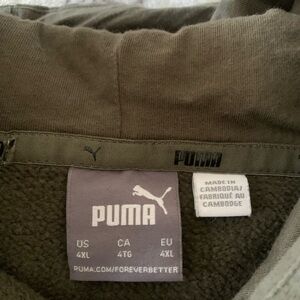 PUMA
PUMA
US CA EU
4XL 4TG 4XL
PUMA.COM/FOREVERBETTER
MADE IN
CAMBODIA/
FABRIQUÉ AU
CAMBODGE